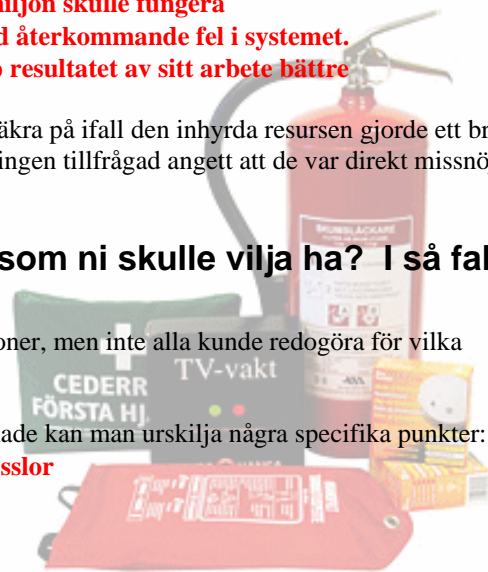 miljön skulle fungera
d återkommande fel i systemet.
resultatet av sitt arbete bättre
äkra på ifall den inhyrda resursen gjorde ett br
ingen tillfrågad angett att de var direkt missnö
som ni skulle vilja ha? I så fal
SKUMSLÄCKARE
oner, men inte alla kunde redogöra för vilka
TV-vakt
CEDERR
FÖRSTA HJ
ade kan man urskilja några specifika punkter:
sslor